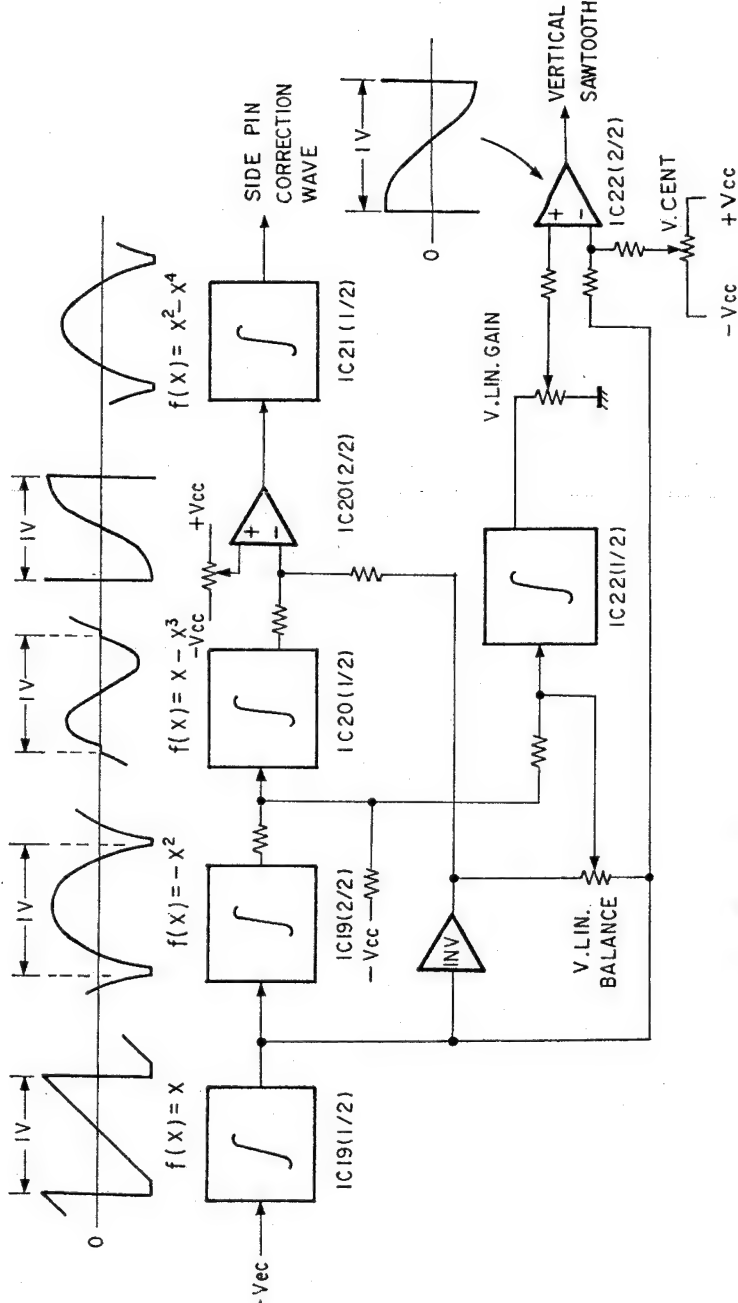 1V
1V
1V
1V
0
f(X) = X
f(X) = -X²
f(X) = X - X³
f(X) = X² - X⁴
-Vcc
+Vcc
- Vec
∫
∫
∫
+
-
∫
SIDE PIN
CORRECTION
WAVE
IC19(1/2)
IC19(2/2)
IC20(1/2)
IC20(2/2)
IC21(1/2)
-Vcc
INV
V.LIN.
BALANCE
∫
IC22(1/2)
V.LIN. GAIN
1V
0
+
-
VERTICAL
SAWTOOTH
IC22(2/2)
V.CENT
-Vcc
+Vcc